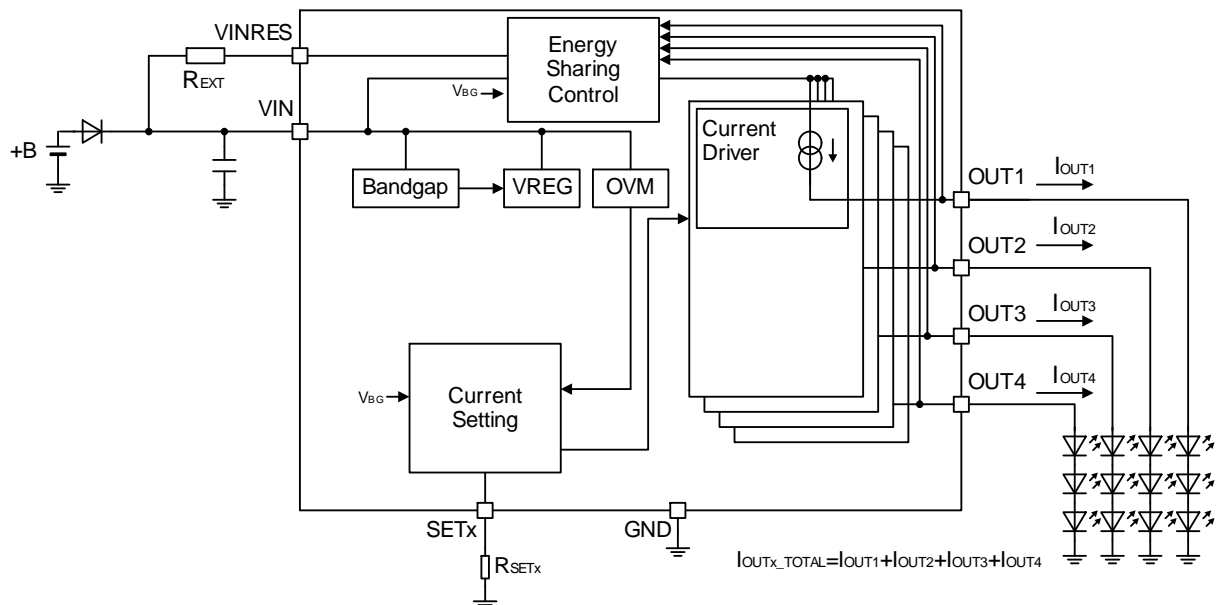 VINRES
REXT
VIN
+B
Energy
Sharing
Control
VBG
Bandgap
VREG
OVM
Current
Driver
OUT1
IOUT1
OUT2
IOUT2
OUT3
IOUT3
OUT4
IOUT4
VBG
Current
Setting
SETx
GND
RSETx
IOUTx_TOTAL=IOUT1+IOUT2+IOUT3+IOUT4